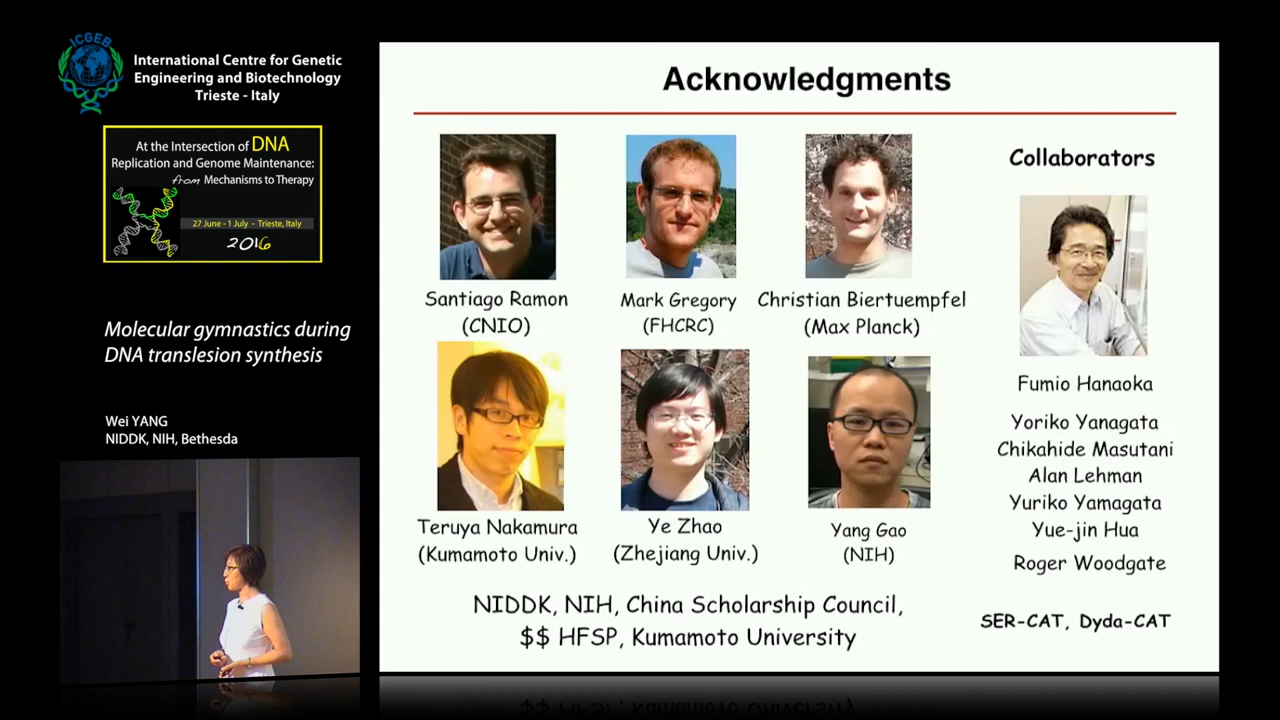 ICGEB
International Centre for Genetic
Engineering and Biotechnology
Trieste - Italy
At the Intersection of DNA
Replication and Genome Maintenance:
from Mechanisms to Therapy
27 June - 1 July - Trieste, Italy
2016
Molecular gymnastics during
DNA translesion synthesis
Wei YANG
NIDDK, NIH, Bethesda
Acknowledgments
Santiago Ramon
(CNIO)
Mark Gregory
(FHCRC)
Christian Biertuempfel
(Max Planck)
Teruya Nakamura
(Kumamoto Univ.)
Ye Zhao
(Zhejiang Univ.)
Yang Gao
(NIH)
NIDDK, NIH, China Scholarship Council,
$$ HFSP, Kumamoto University
Collaborators
Fumio Hanaoka
Yoriko Yanagata
Chikahide Masutani
Alan Lehman
Yuriko Yamagata
Yue-jin Hua
Roger Woodgate
SER-CAT, Dyda-CAT